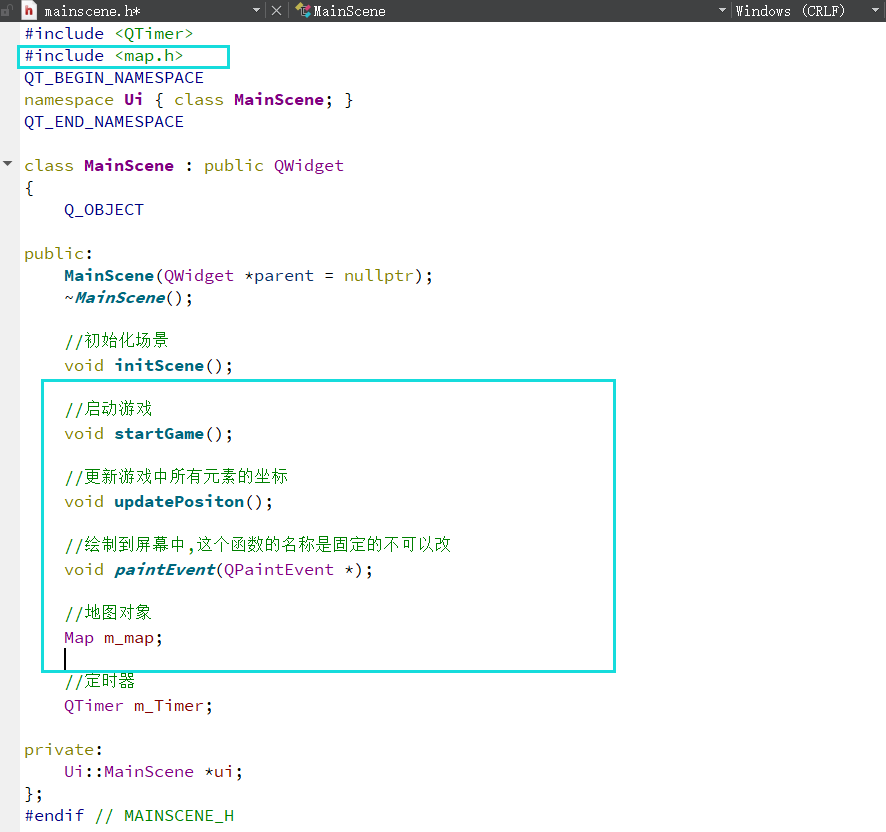 mainscene.h* MainScene Windows (CRLF)
#include <QTimer>
#include <map.h>
QT_BEGIN_NAMESPACE
namespace Ui { class MainScene; }
QT_END_NAMESPACE
class MainScene : public QWidget
{
Q_OBJECT
public:
MainScene(QWidget *parent = nullptr);
~MainScene();
//初始化场景
void initScene();
//启动游戏
void startGame();
//更新游戏中所有元素的坐标
void updatePositon();
//绘制到屏幕中,这个函数的名称是固定的不可以改
void paintEvent(QPaintEvent *);
//地图对象
Map m_map;
//定时器
QTimer m_Timer;
private:
Ui::MainScene *ui;
};
#endif // MAINSCENE_H